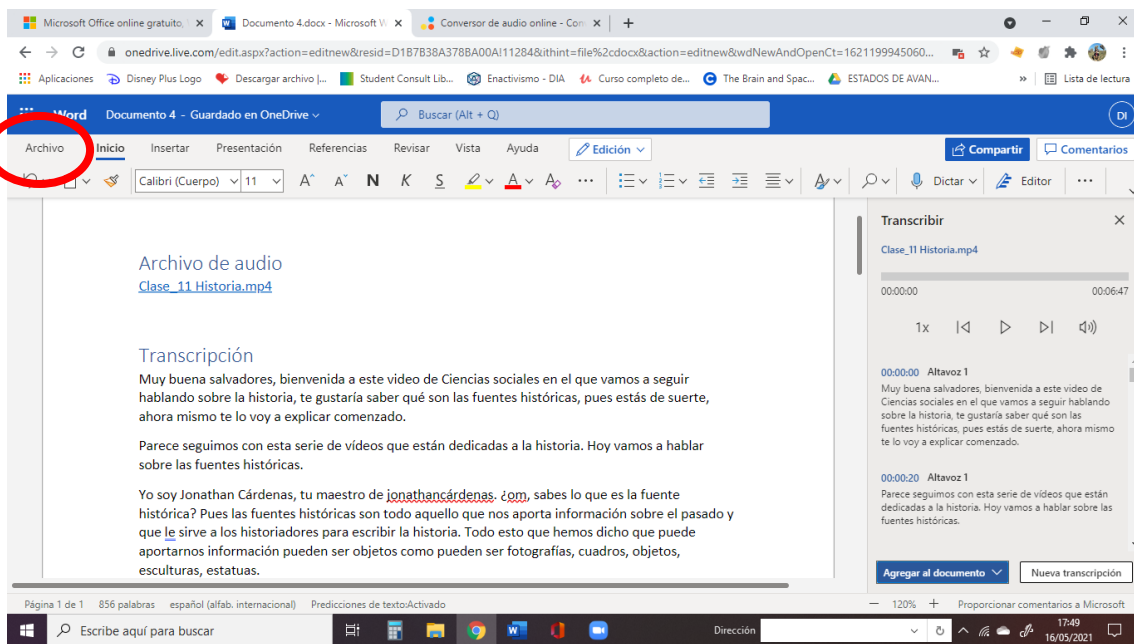 Microsoft Office online gratuito,
Documento 4.docx - Microsoft W
Conversor de audio online - Con
onedrive.live.com/edit.aspx?action=editnew&resid=D1B7B38A378BA00A!11284&ithint=file%2cdocx&action=editnew&wdNewAndOpenCt=1621199945060...
Aplicaciones Disney Plus Logo Descargar archivo |... Student Consult Lib... Enactivismo - DIA Curso completo de... The Brain and Spac... ESTADOS DE AVAN... » Lista de lectura
Word Documento 4 - Guardado en OneDrive Buscar (Alt + Q) DI
Archivo Inicio Insertar Presentación Referencias Revisar Vista Ayuda Edición Compartir Comentarios
Calibri (Cuerpo) 11 A A N K S A A Dictar Editor
Archivo de audio
Clase_11 Historia.mp4
Transcripción
Muy buena salvadores, bienvenida a este video de Ciencias sociales en el que vamos a seguir
hablando sobre la historia, te gustaría saber qué son las fuentes históricas, pues estás de suerte,
ahora mismo te lo voy a explicar comenzado.
Parece seguimos con esta serie de vídeos que están dedicadas a la historia. Hoy vamos a hablar
sobre las fuentes históricas.
Yo soy Jonathan Cárdenas, tu maestro de jonathancárdenas. ¿om, sabes lo que es la fuente
histórica? Pues las fuentes históricas son todo aquello que nos aporta información sobre el pasado y
que le sirve a los historiadores para escribir la historia. Todo esto que hemos dicho que puede
aportarnos información pueden ser objetos como pueden ser fotografías, cuadros, objetos,
esculturas, estatuas.
Transcribir
Clase_11 Historia.mp4
00:00:00 00:06:47
1x
00:00:00 Altavoz 1
Muy buena salvadores, bienvenida a este video de
Ciencias sociales en el que vamos a seguir hablando
sobre la historia, te gustaría saber qué son las
fuentes históricas, pues estás de suerte, ahora mismo
te lo voy a explicar comenzado.
00:00:20 Altavoz 1
Parece seguimos con esta serie de vídeos que están
dedicadas a la historia. Hoy vamos a hablar sobre las
fuentes históricas.
Agregar al documento Nueva transcripción
Página 1 de 1 856 palabras español (alfab. internacional) Predicciones de texto:Activado 120% Proporcionar comentarios a Microsoft
Escribe aquí para buscar Dirección 17:49
16/05/2021